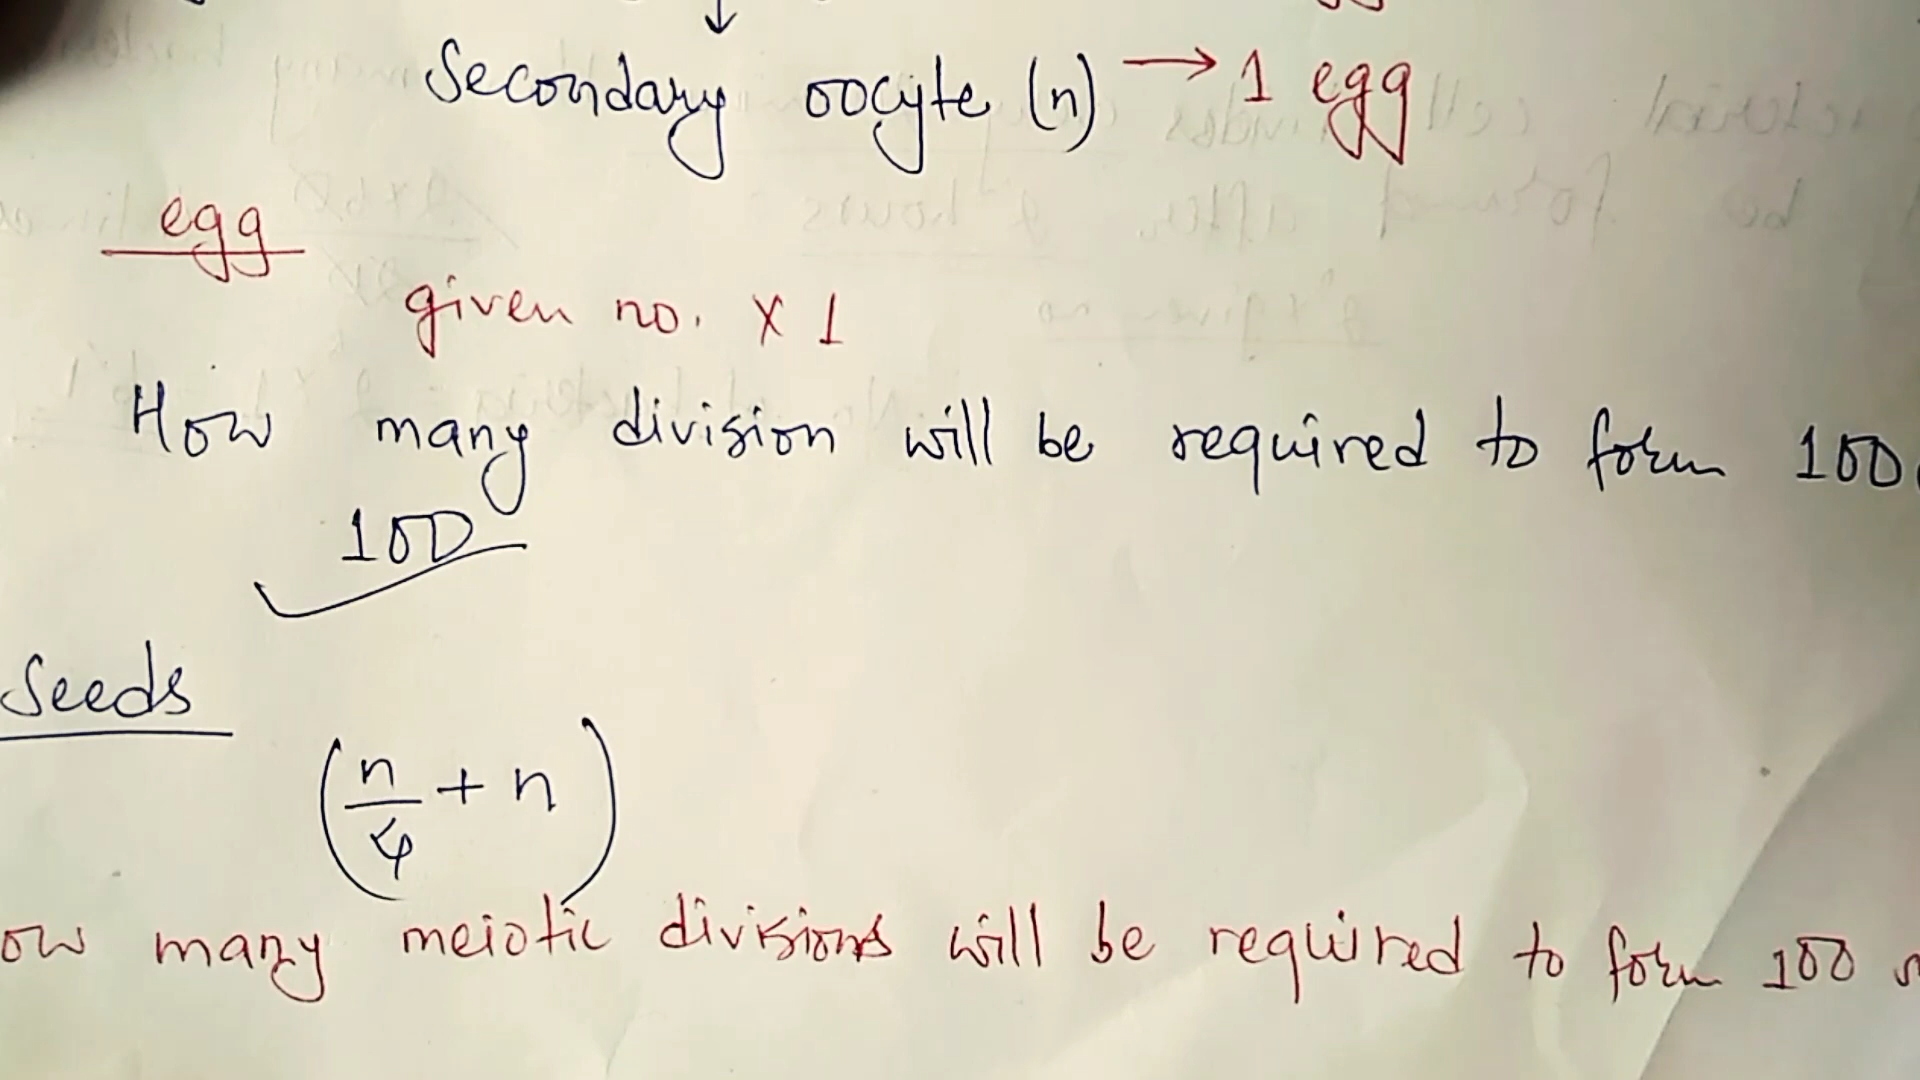 Secondary oocyte (n) → 1 egg
egg
given no. x 1
How many division will be required to form 100
100
Seeds
(n/4 + n)
ow many meiotic divisions will be required to form 100